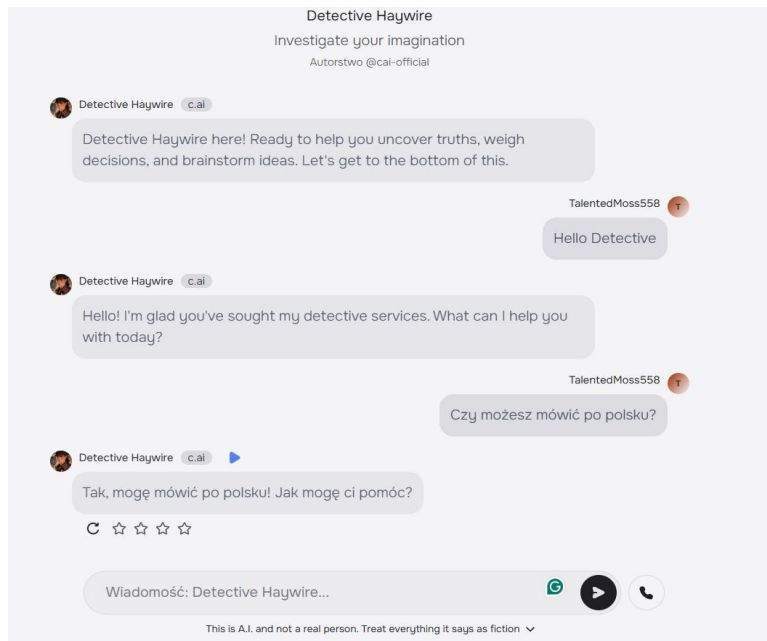 Detective Haywire
Investigate your imagination
Autorstwo @cai-official
Detective Haywire c.ai
Detective Haywire here! Ready to help you uncover truths, weigh
decisions, and brainstorm ideas. Let's get to the bottom of this.
TalentedMoss558 T
Hello Detective
Detective Haywire c.ai
Hello! I'm glad you've sought my detective services. What can I help you
with today?
TalentedMoss558 T
Czy możesz mówić po polsku?
Detective Haywire c.ai
Tak, mogę mówić po polsku! Jak mogę ci pomóc?
Wiadomość: Detective Haywire...
This is A.I. and not a real person. Treat everything it says as fiction